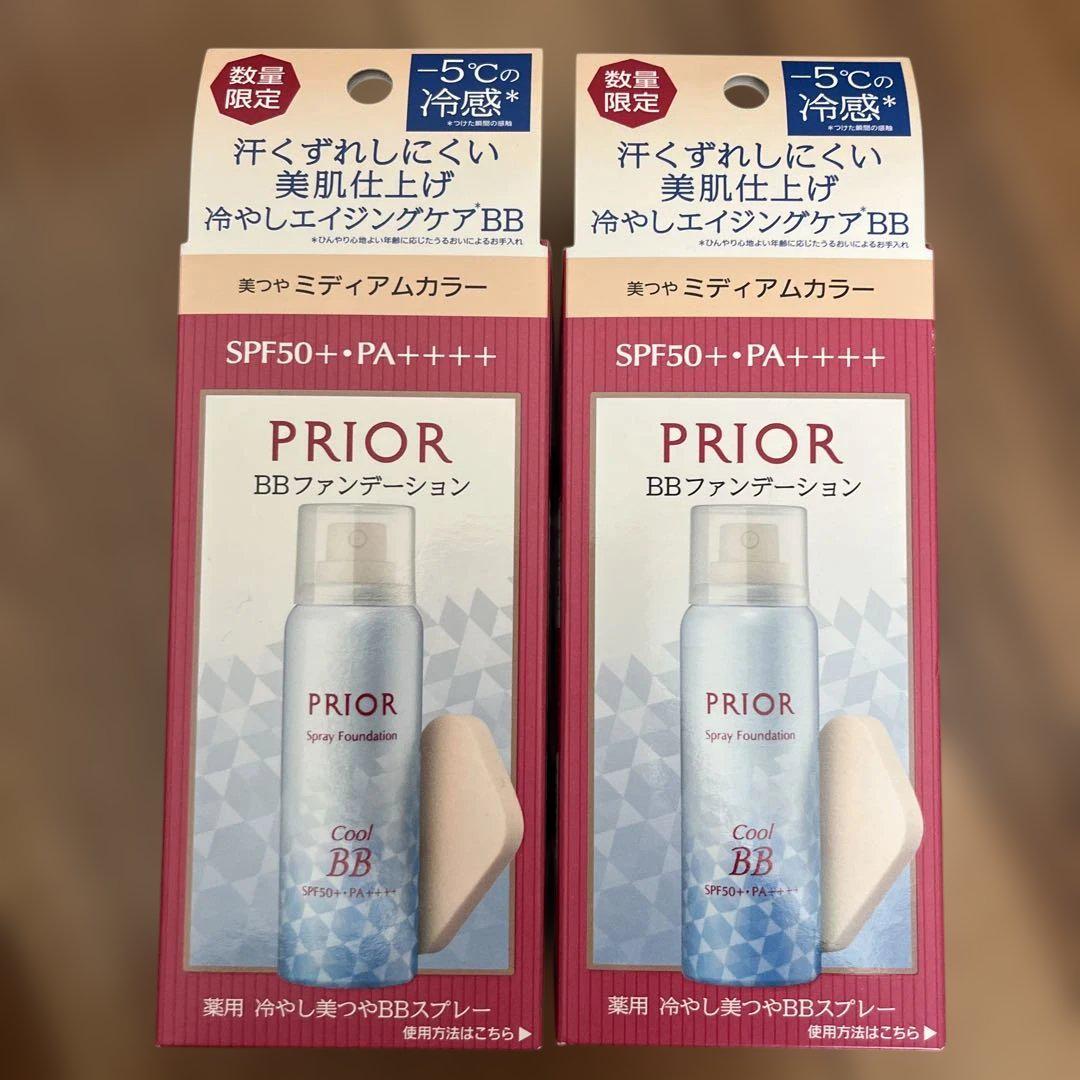 数量
限定
−5℃の
冷感*
*つけた瞬間の感触
汗くずれしにくい
美肌仕上げ
冷やしエイジングケア*BB
*ひんやり心地よい年齢に応じたうるおいによるお手入れ
美つや ミディアムカラー
SPF50+・PA++++
PRIOR
BBファンデーション
PRIOR
Spray Foundation
Cool
BB
SPF50+・PA++++
薬用 冷やし美つやBBスプレー
使用方法はこちら▶
数量
限定
−5℃の
冷感*
*つけた瞬間の感触
汗くずれしにくい
美肌仕上げ
冷やしエイジングケア*BB
*ひんやり心地よい年齢に応じたうるおいによるお手入れ
美つや ミディアムカラー
SPF50+・PA++++
PRIOR
BBファンデーション
PRIOR
Spray Foundation
Cool
BB
SPF50+・PA++++
薬用 冷やし美つやBBスプレー
使用方法はこちら▶